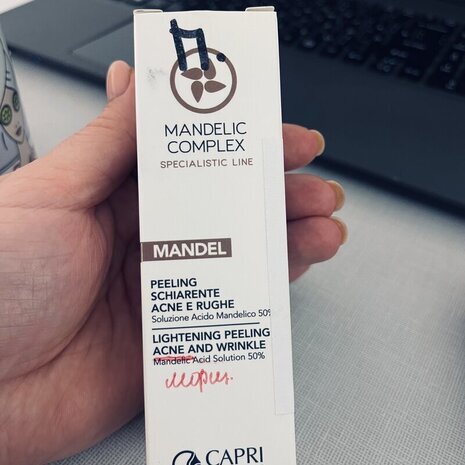 П.
MANDELIC
COMPLEX
SPECIALISTIC LINE
MANDEL
PEELING
SCHIARENTE
ACNE E RUGHE
Soluzione Acido Mandelico 50%
LIGHTENING PEELING
ACNE AND WRINKLE
Mandelic Acid Solution 50%
морщ.
CAPRI